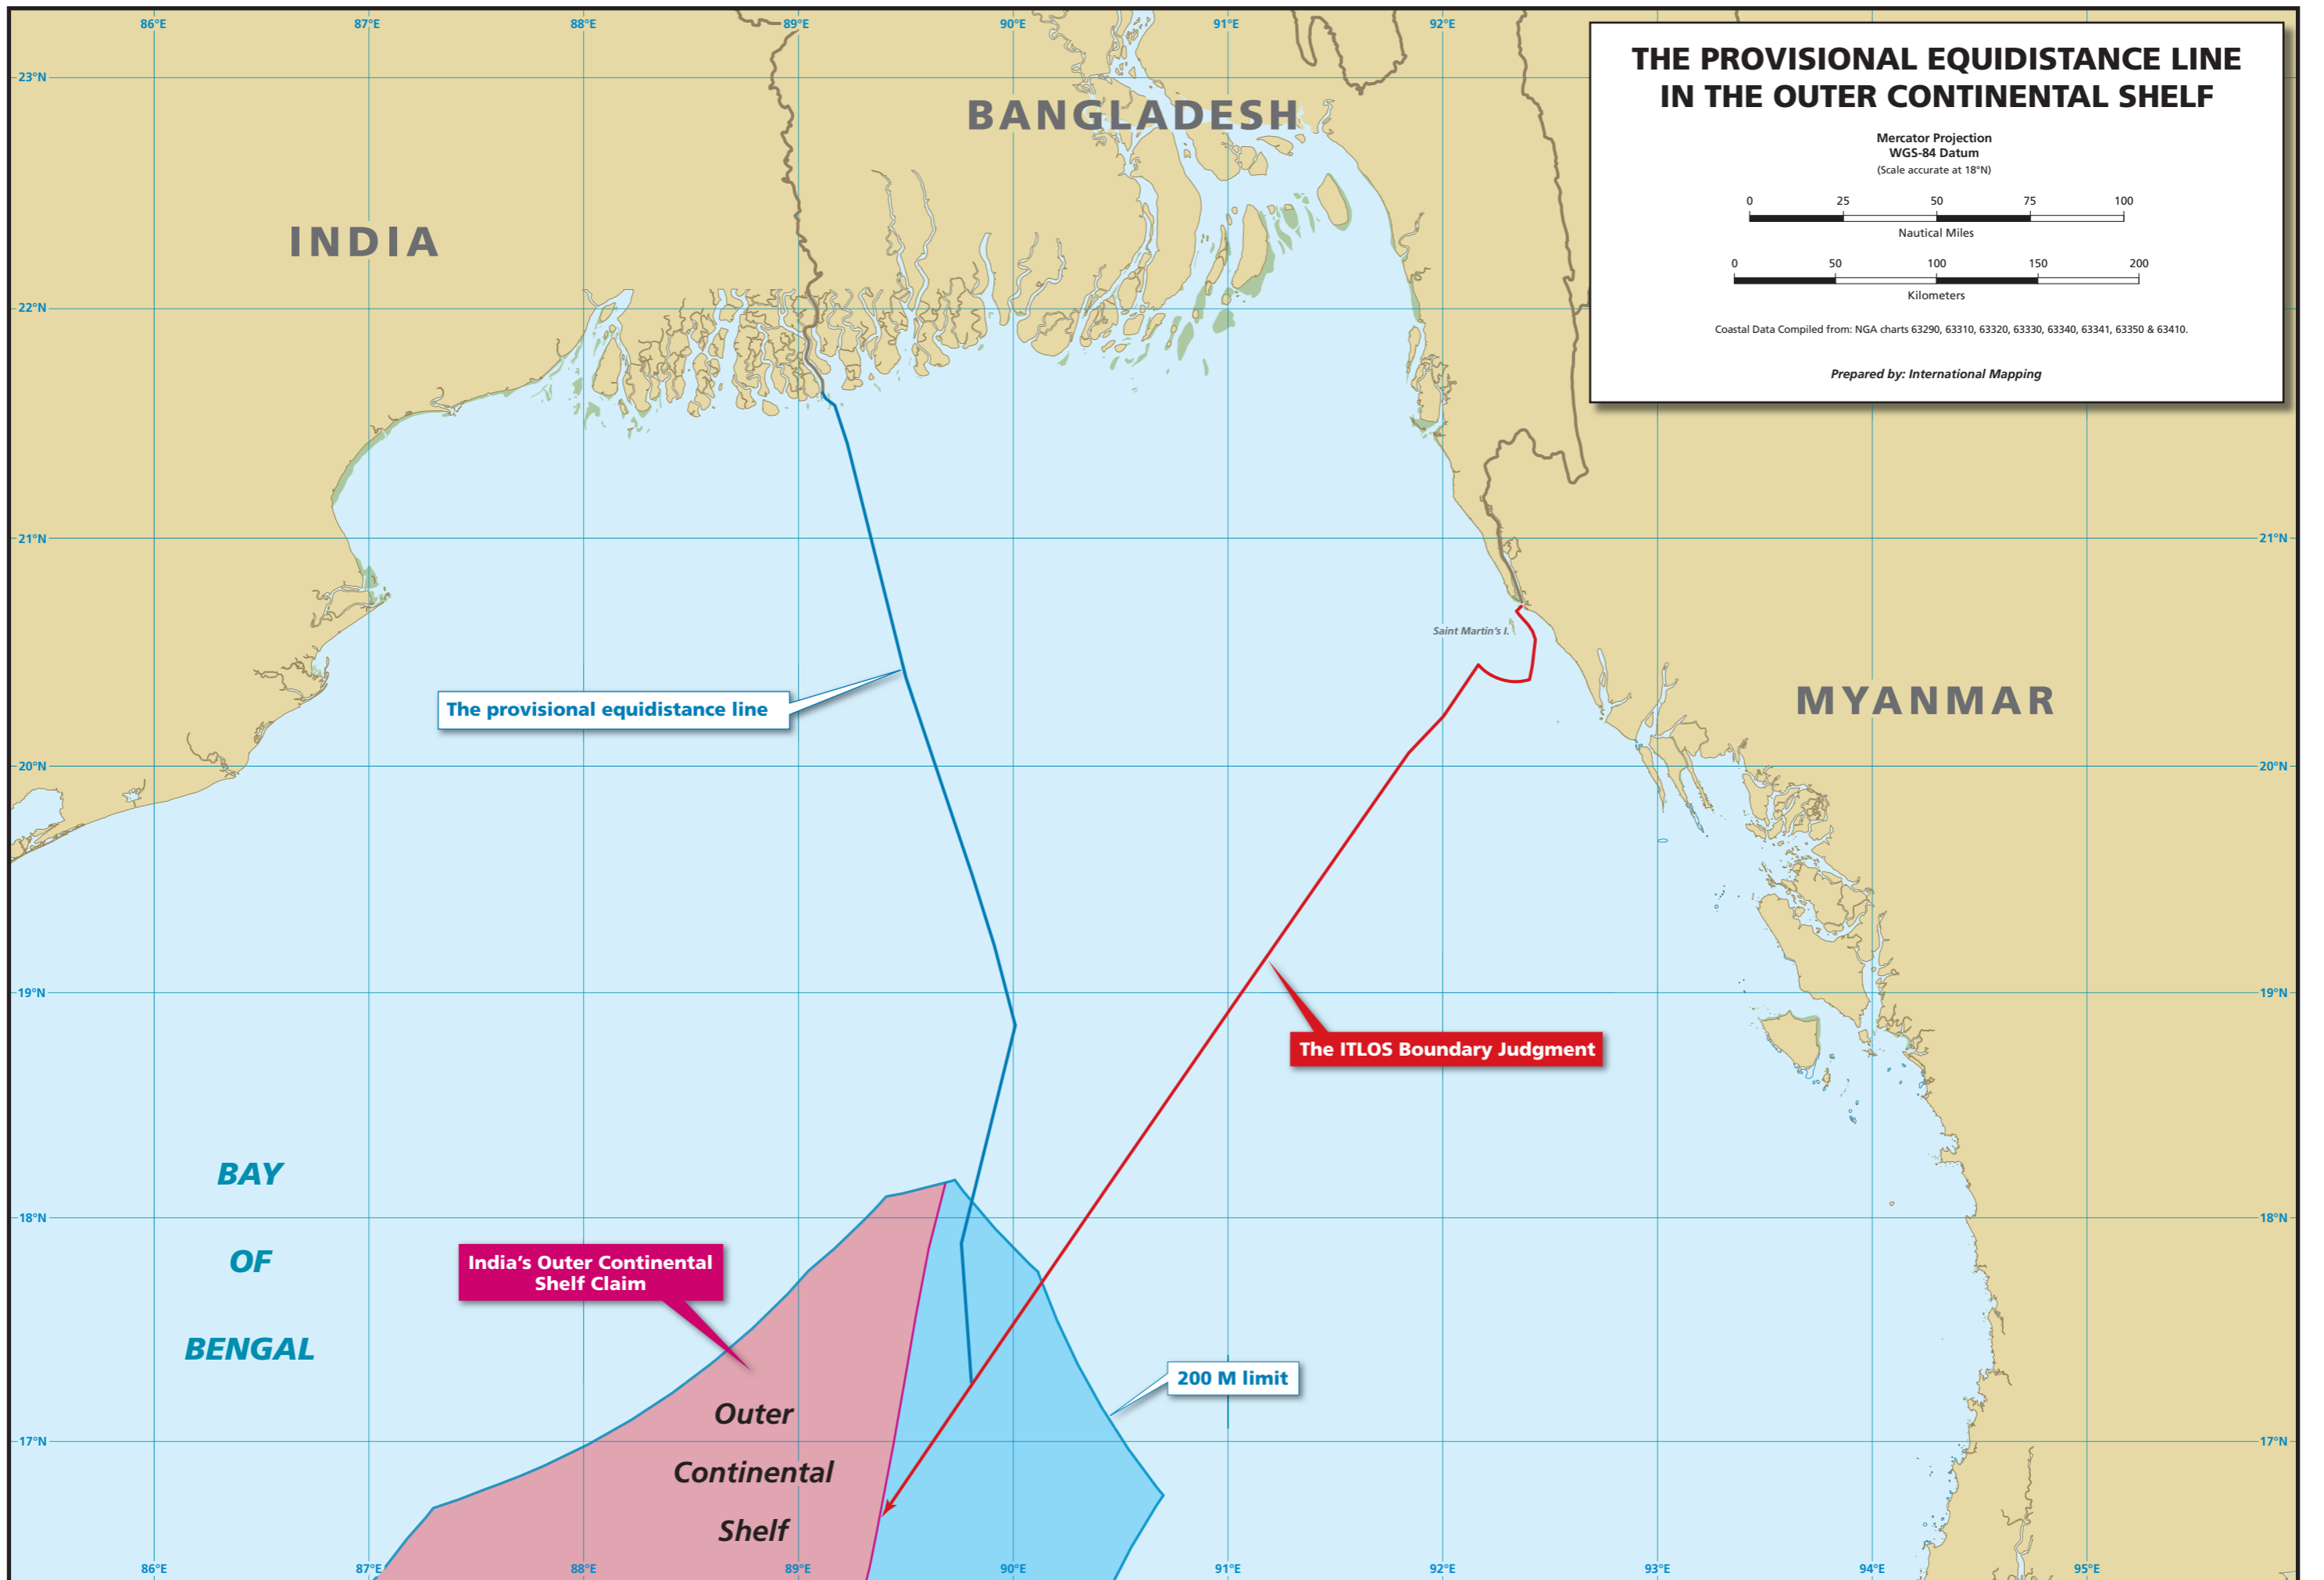 86°E 87°E 88°E 89°E 90°E 91°E 92°E
THE PROVISIONAL EQUIDISTANCE LINE
IN THE OUTER CONTINENTAL SHELF
Mercator Projection
WGS-84 Datum
(Scale accurate at 18°N)
0 25 50 75 100
Nautical Miles
0 50 100 150 200
Kilometers
Coastal Data Compiled from: NGA charts 63290, 63310, 63320, 63330, 63340, 63341, 63350 & 63410.
Prepared by: International Mapping
23°N
BANGLADESH
INDIA
22°N
21°N 21°N
Saint Martin's I.
MYANMAR
The provisional equidistance line
20°N 20°N
19°N 19°N
The ITLOS Boundary Judgment
BAY
OF
BENGAL
18°N 18°N
India's Outer Continental
Shelf Claim
200 M limit
Outer
Continental
Shelf
17°N 17°N
86°E 87°E 88°E 89°E 90°E 91°E 92°E 93°E 94°E 95°E